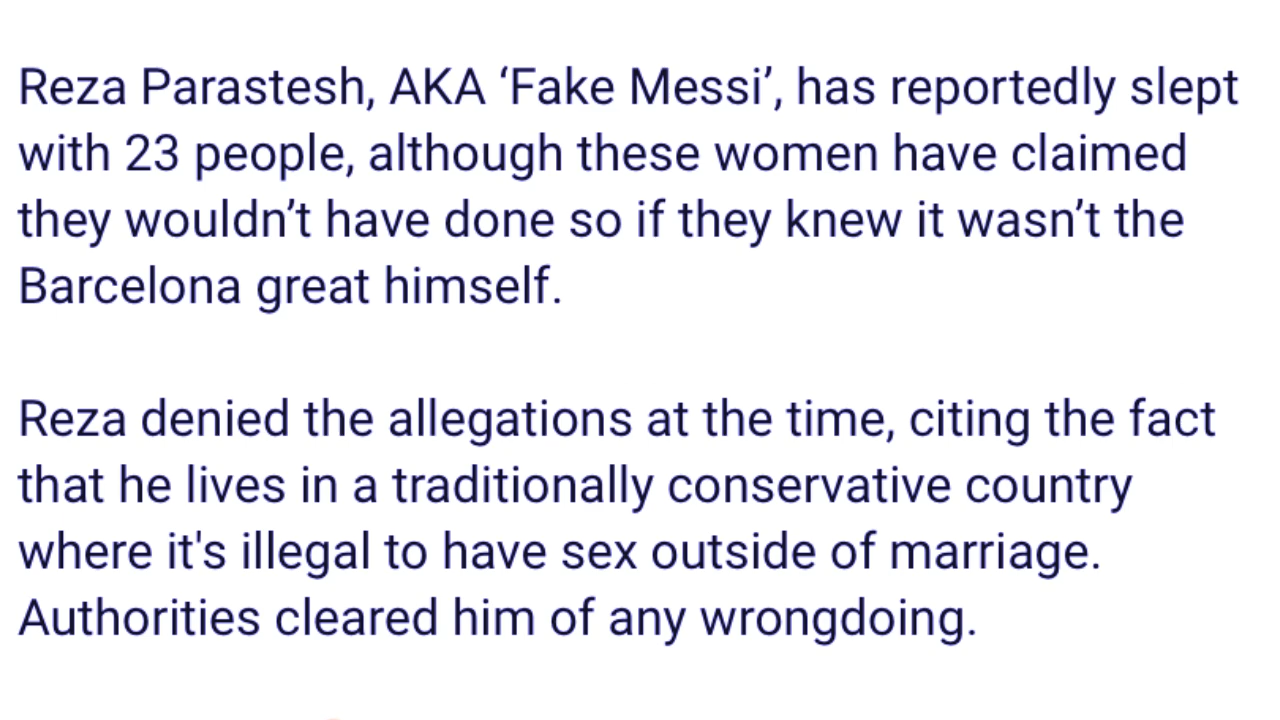 Reza Parastesh, AKA ‘Fake Messi’, has reportedly slept
with 23 people, although these women have claimed
they wouldn’t have done so if they knew it wasn’t the
Barcelona great himself.
Reza denied the allegations at the time, citing the fact
that he lives in a traditionally conservative country
where it's illegal to have sex outside of marriage.
Authorities cleared him of any wrongdoing.